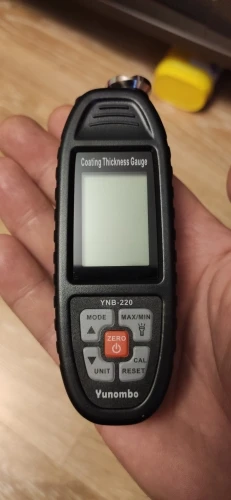 Coating Thickness Gauge
YNB-220
MODE MAX/MIN
ZERO
CAL
UNIT RESET
Yunombo